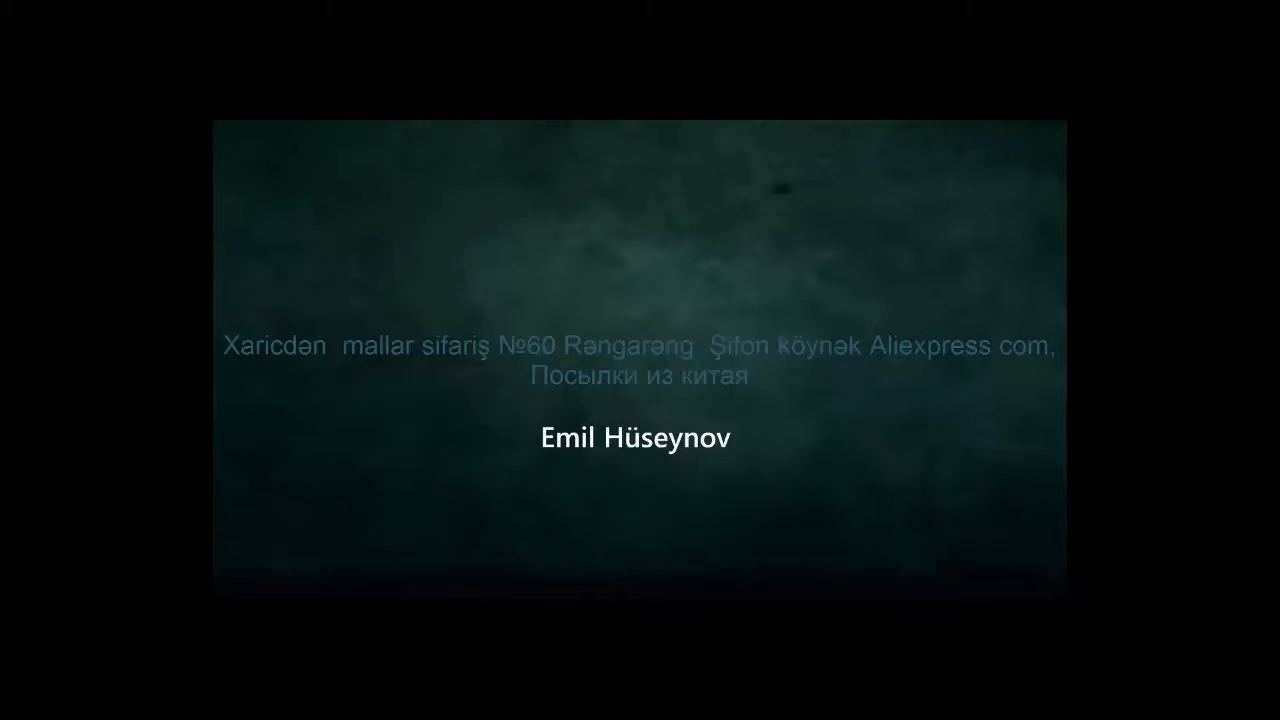 Xaricdən mallar sifariş №60 Rəngarəng Şifon köynək Aliexpress com,
Посылки из китая
Emil Hüseynov